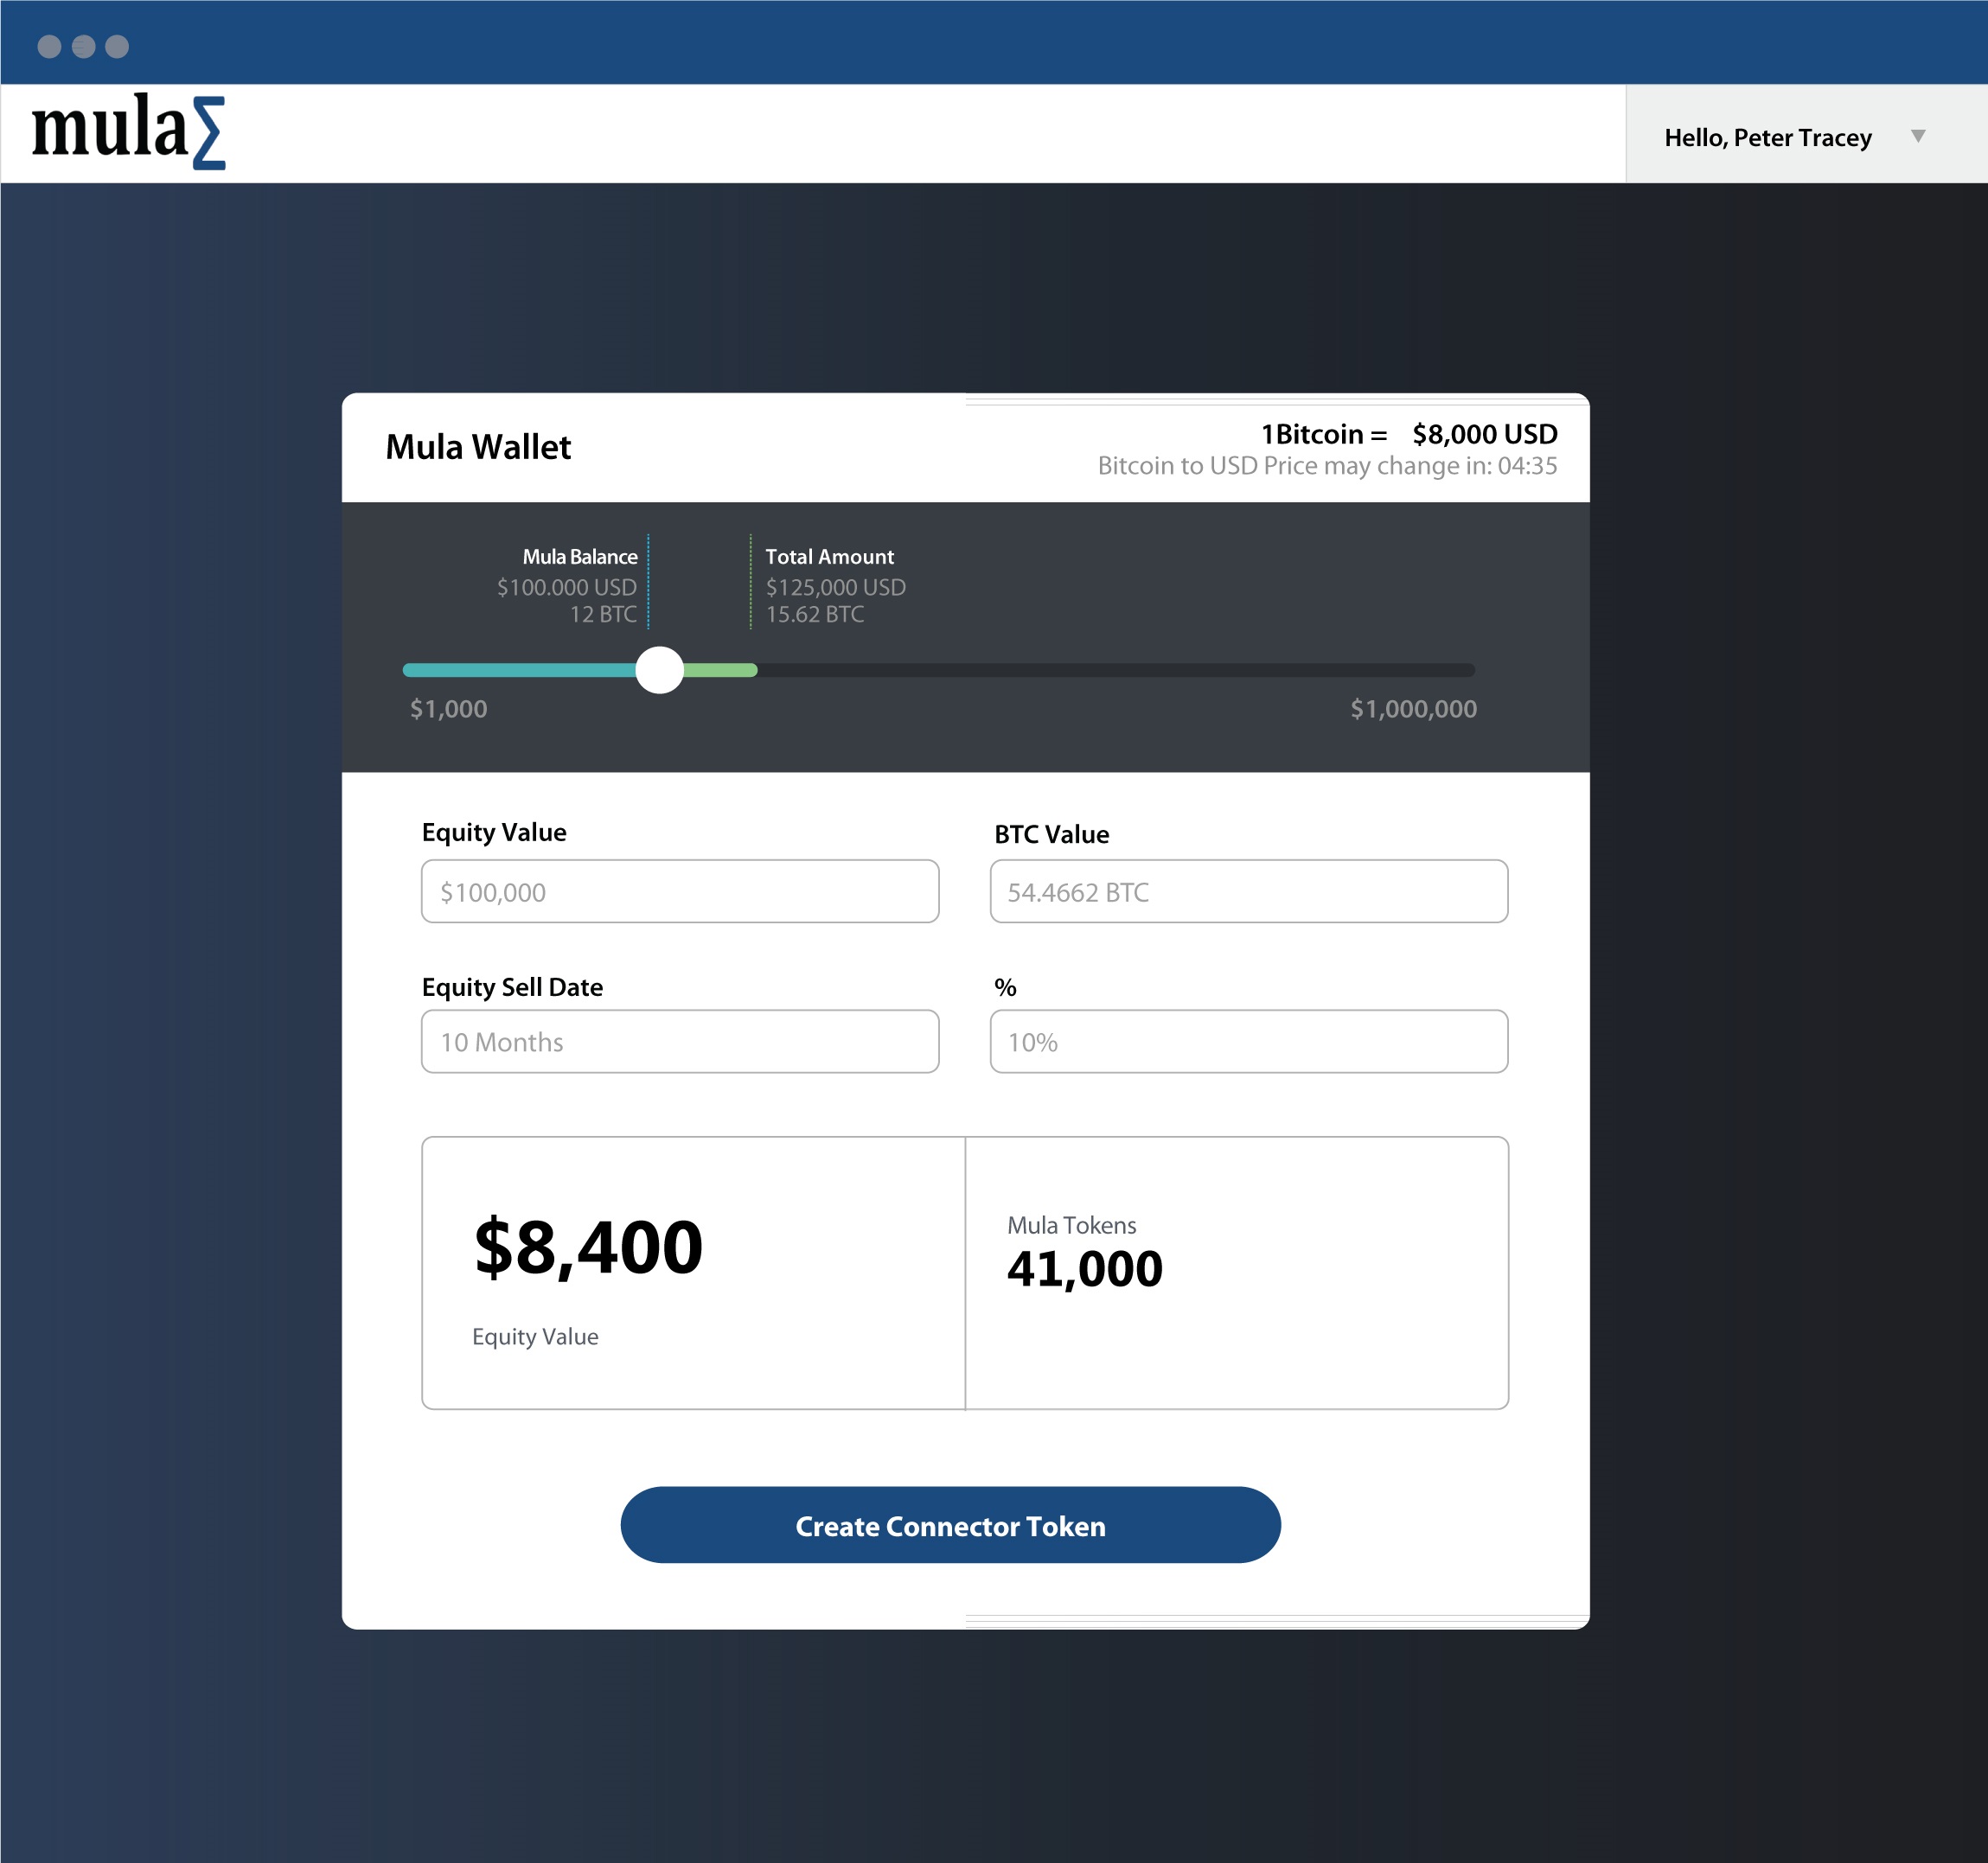 mulaΣ
Hello, Peter Tracey
Mula Wallet
1Bitcoin = $8,000 USD
Bitcoin to USD Price may change in: 04:35
Mula Balance
$100.000 USD
12 BTC
Total Amount
$125,000 USD
15.62 BTC
$1,000
$1,000,000
Equity Value
$100,000
BTC Value
54.4662 BTC
Equity Sell Date
10 Months
%
10%
$8,400
Equity Value
Mula Tokens
41,000
Create Connector Token